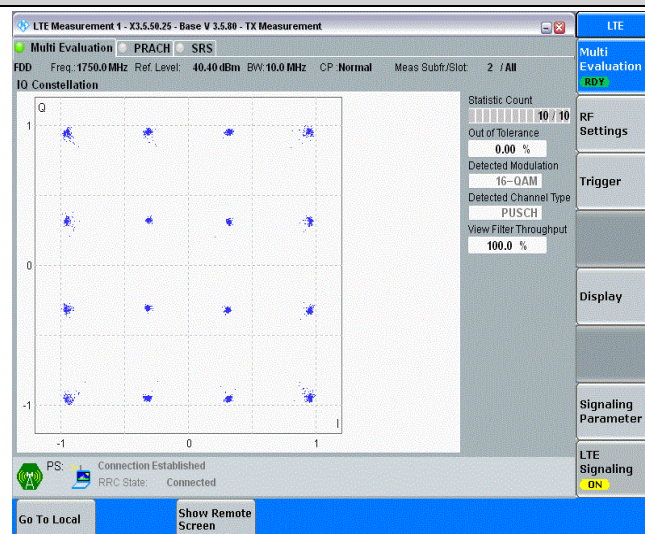 LTE Measurement 1 - X3.5.50.25 - Base V 3.5.80 - TX Measurement
LTE
Multi Evaluation PRACH SRS
FDD Freq.: 1750.0 MHz Ref. Level: 40.40 dBm BW: 10.0 MHz CP : Normal Meas Subfr./Slot: 2 / All
IQ Constellation
Q
1
0
-1
-1 0 1
I
Statistic Count
10 / 10
Out of Tolerance
0.00 %
Detected Modulation
16-QAM
Detected Channel Type
PUSCH
View Filter Throughput
100.0 %
PS: Connection Established
RRC State: Connected
Multi
Evaluation
RDY
RF
Settings
Trigger
Display
Signaling
Parameter
LTE
Signaling
ON
Go To Local
Show Remote
Screen